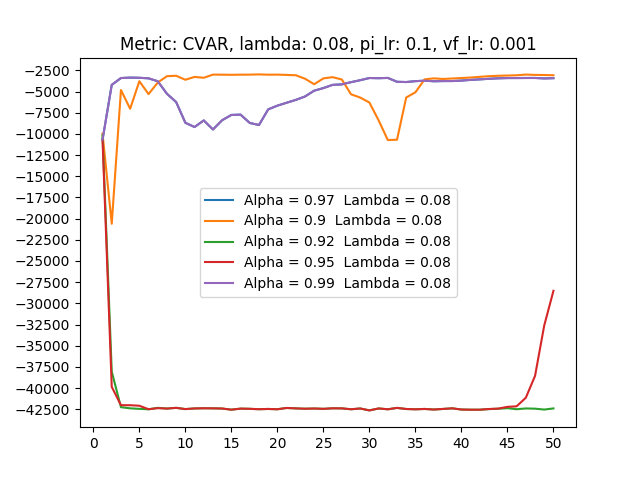 Metric: CVAR, lambda: 0.08, pi_lr: 0.1, vf_lr: 0.001
−2500
−5000
−7500
−10000
−12500
−15000
−17500
−20000
−22500
−25000
−27500
−30000
−32500
−35000
−37500
−40000
−42500
Alpha = 0.97 Lambda = 0.08
Alpha = 0.9 Lambda = 0.08
Alpha = 0.92 Lambda = 0.08
Alpha = 0.95 Lambda = 0.08
Alpha = 0.99 Lambda = 0.08
0 5 10 15 20 25 30 35 40 45 50